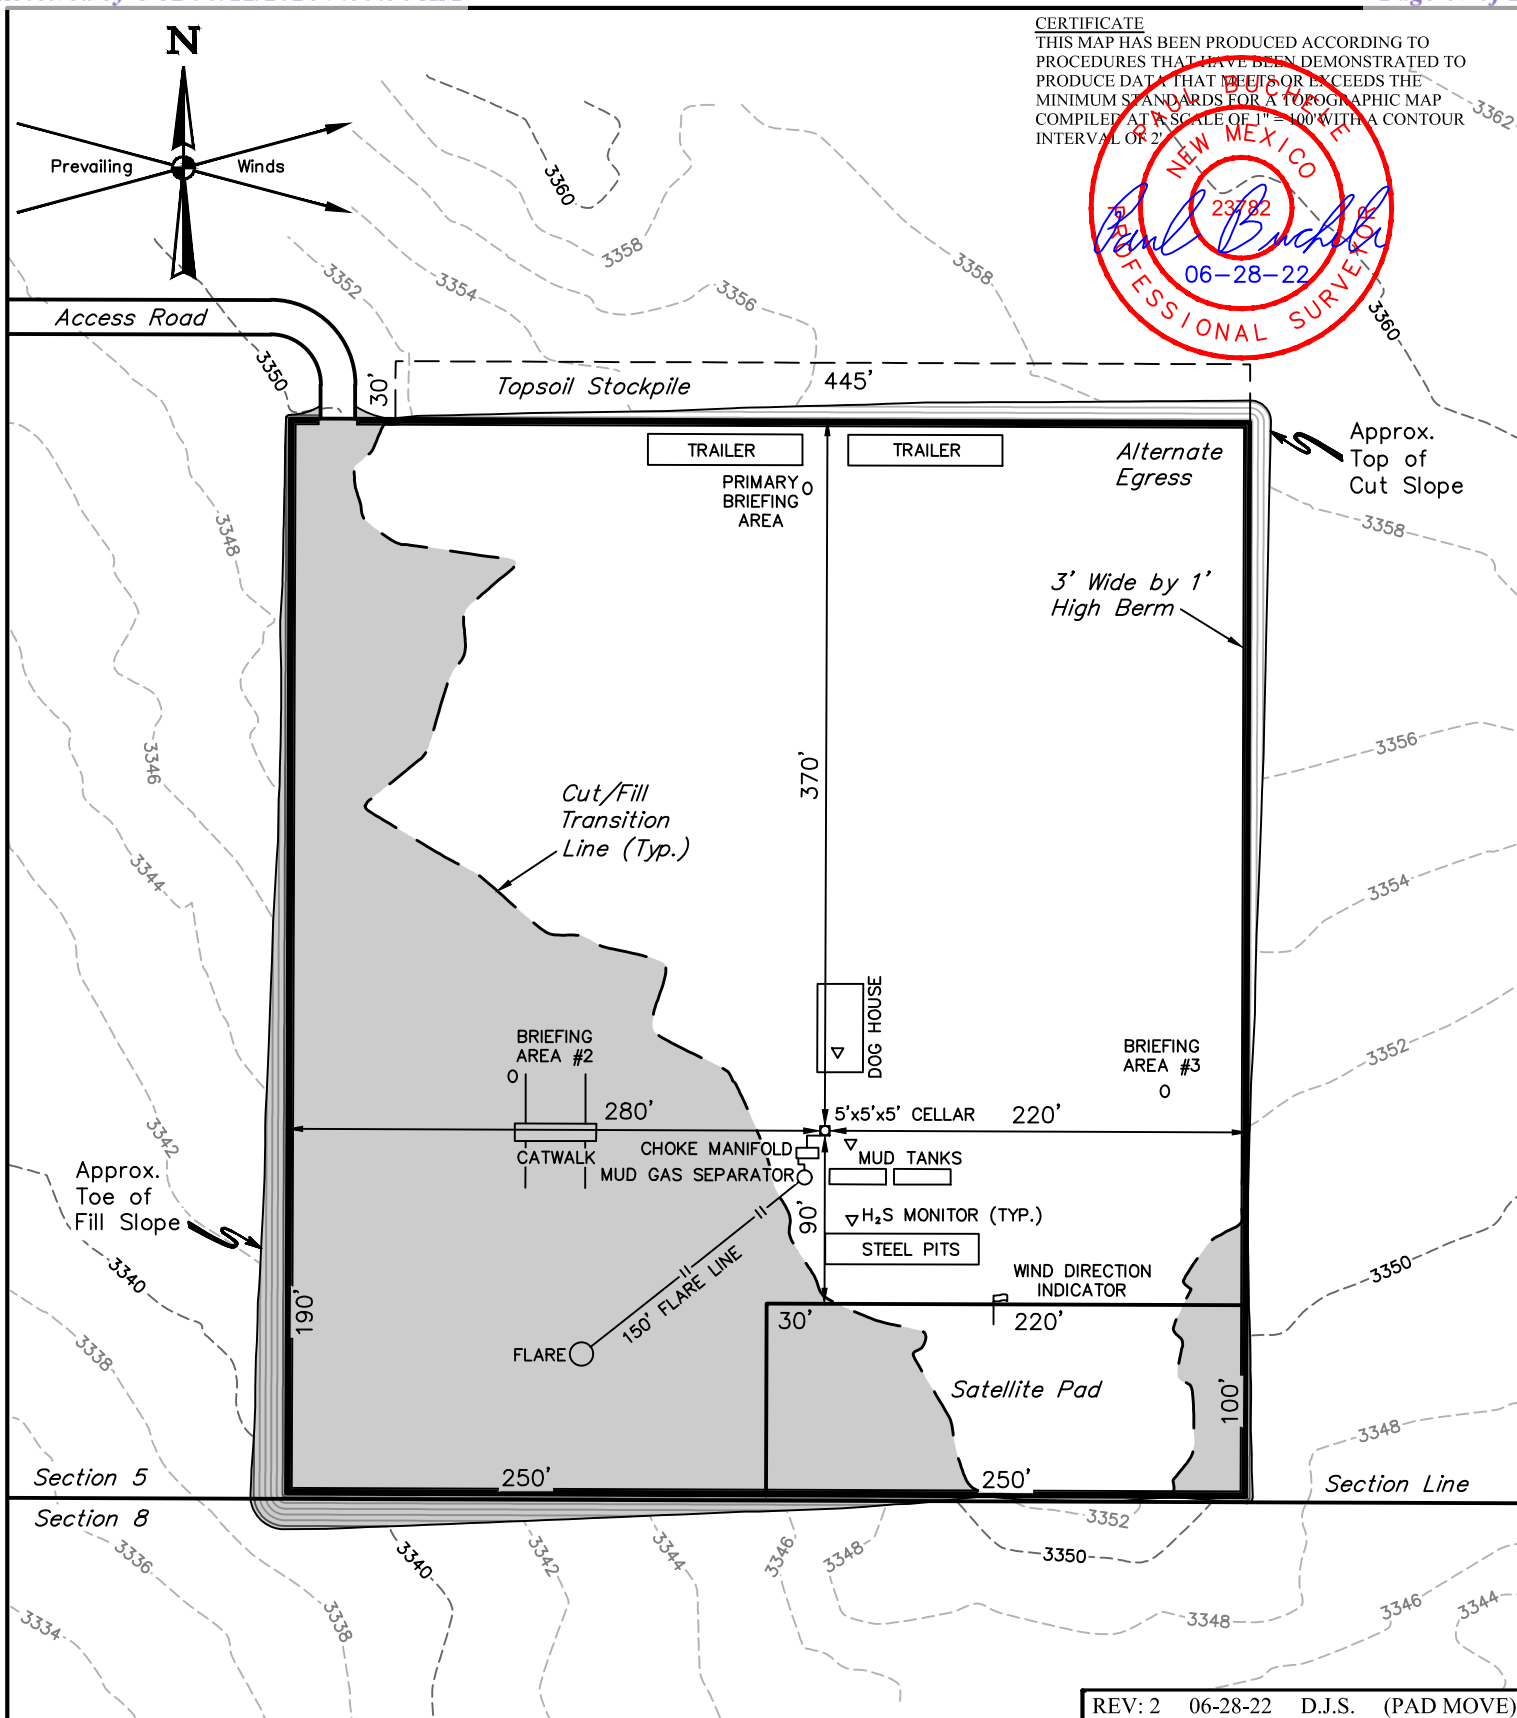 CERTIFICATE
THIS MAP HAS BEEN PRODUCED ACCORDING TO
PROCEDURES THAT HAVE BEEN DEMONSTRATED TO
PRODUCE DATA THAT MEETS OR EXCEEDS THE
MINIMUM STANDARDS FOR A TOPOGRAPHIC MAP
COMPILED AT A SCALE OF 1" = 100' WITH A CONTOUR
INTERVAL OF 2'
PAUL BUCHELE
NEW MEXICO
23782
Paul Buchele
06-28-22
PROFESSIONAL SURVEYOR
N
Prevailing Winds
3362
3360
3358
3358
3352
3354
3356
3360
Access Road
3350
30'
Topsoil Stockpile
445'
TRAILER
TRAILER
Alternate
Egress
Approx.
Top of
Cut Slope
PRIMARY
BRIEFING
AREA
3348
3358
3' Wide by 1'
High Berm
3346
370'
3356
Cut/Fill
Transition
Line (Typ.)
3344
3354
DOG HOUSE
BRIEFING
AREA #2
BRIEFING
AREA #3
3352
280'
5'x5'x5' CELLAR
220'
3342
CHOKE MANIFOLD
CATWALK
MUD TANKS
MUD GAS SEPARATOR
Approx.
Toe of
Fill Slope
90'
H₂S MONITOR (TYP.)
STEEL PITS
3340
WIND DIRECTION
INDICATOR
3350
190'
150' FLARE LINE
30'
220'
3338
FLARE
Satellite Pad
100'
3348
Section 5
250'
250'
Section Line
Section 8
3352
3336
3340
3342
3344
3346
3348
3350
3334
3338
3348
3346
3344
REV: 2 06-28-22 D.J.S. (PAD MOVE)